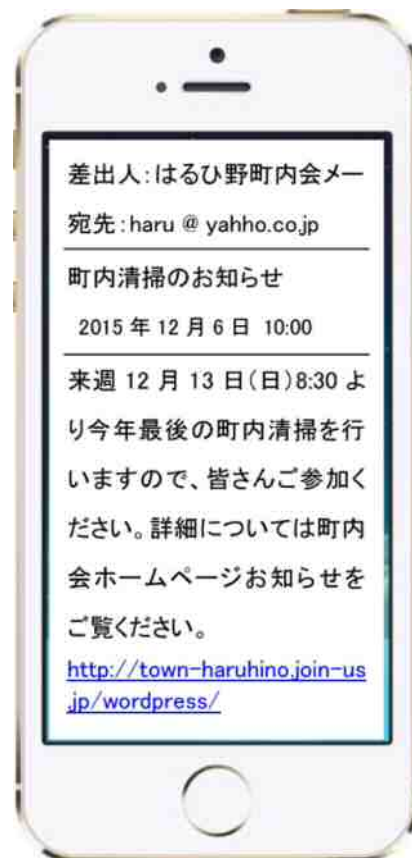 差出人：はるひ野町内会メー
宛先：haru @ yahho.co.jp
町内清掃のお知らせ
2015 年 12 月 6 日 10:00
来週 12 月 13 日（日）8:30 よ
り今年最後の町内清掃を行
いますので、皆さんご参加く
ださい。詳細については町内
会ホームページお知らせを
ご覧ください。
http://town-haruhino.join-us
.jp/wordpress/